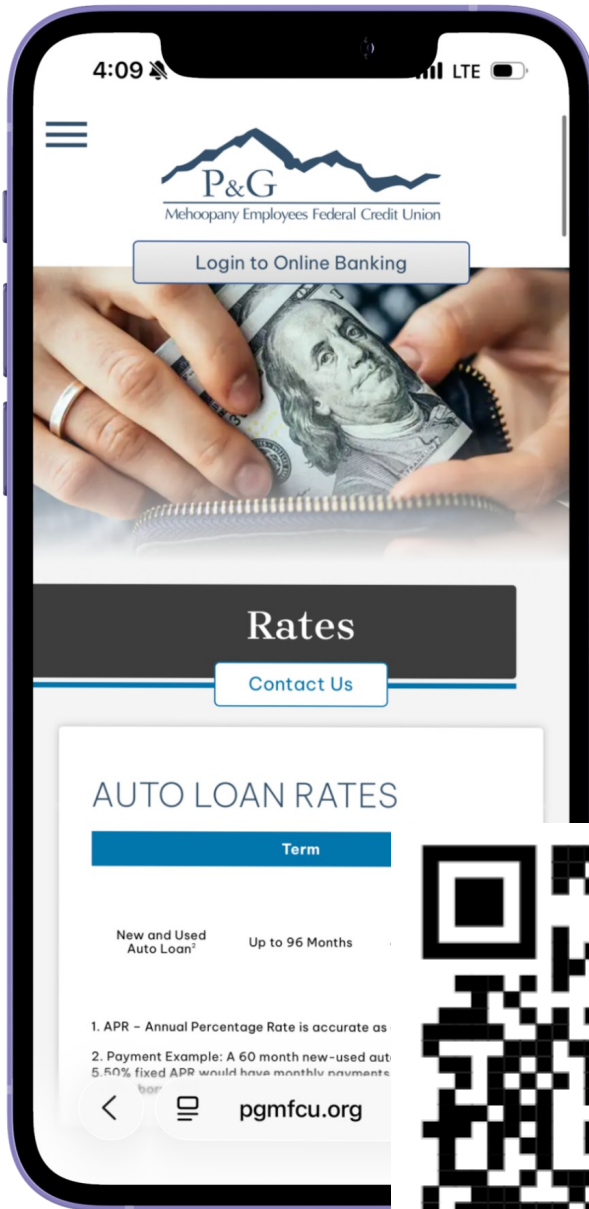 4:09
LTE
P&G
Mehoopany Employees Federal Credit Union
Login to Online Banking
Rates
Contact Us
AUTO LOAN RATES
Term
New and Used
Auto Loan²
Up to 96 Months
1. APR – Annual Percentage Rate is accurate as
2. Payment Example: A 60 month new-used
5.50% fixed APR would have monthly payments
pgmfcu.org